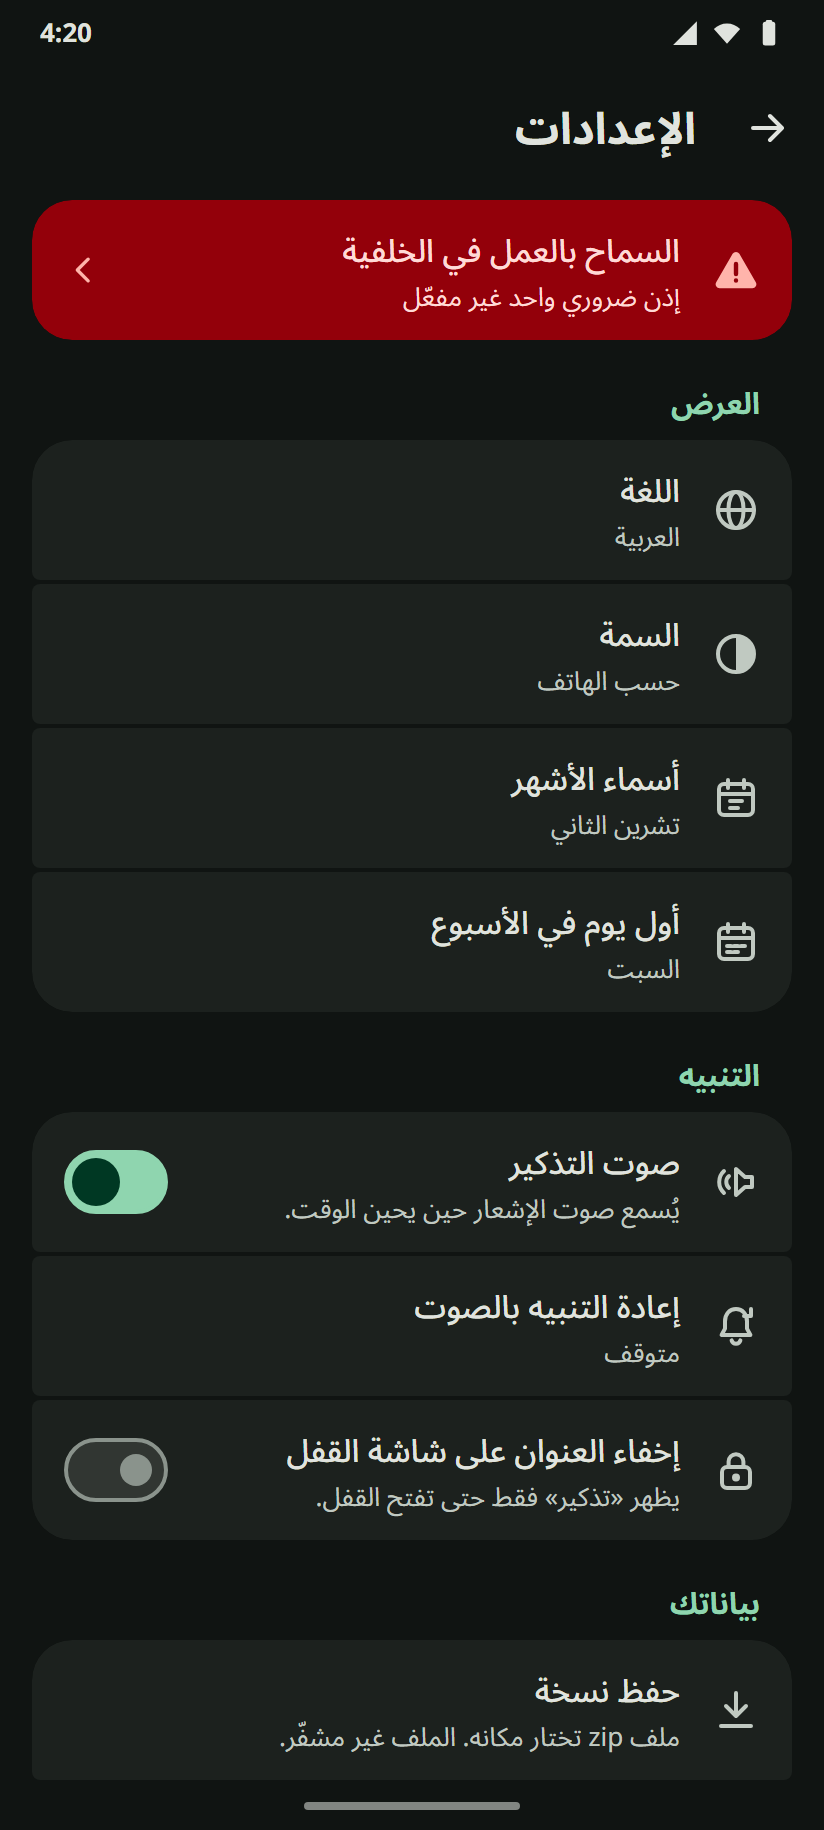 4:20
الإعدادات
السماح بالعمل في الخلفية
إذن ضروري واحد غير مفعّل
العرض
اللغة
العربية
السمة
حسب الهاتف
أسماء الأشهر
تشرين الثاني
أول يوم في الأسبوع
السبت
التنبيه
صوت التذكير
يُسمع صوت الإشعار حين يحين الوقت.
إعادة التنبيه بالصوت
متوقف
إخفاء العنوان على شاشة القفل
يظهر «تذكير» فقط حتى تفتح القفل.
بياناتك
حفظ نسخة
ملف zip تختار مكانه. الملف غير مشفّر.